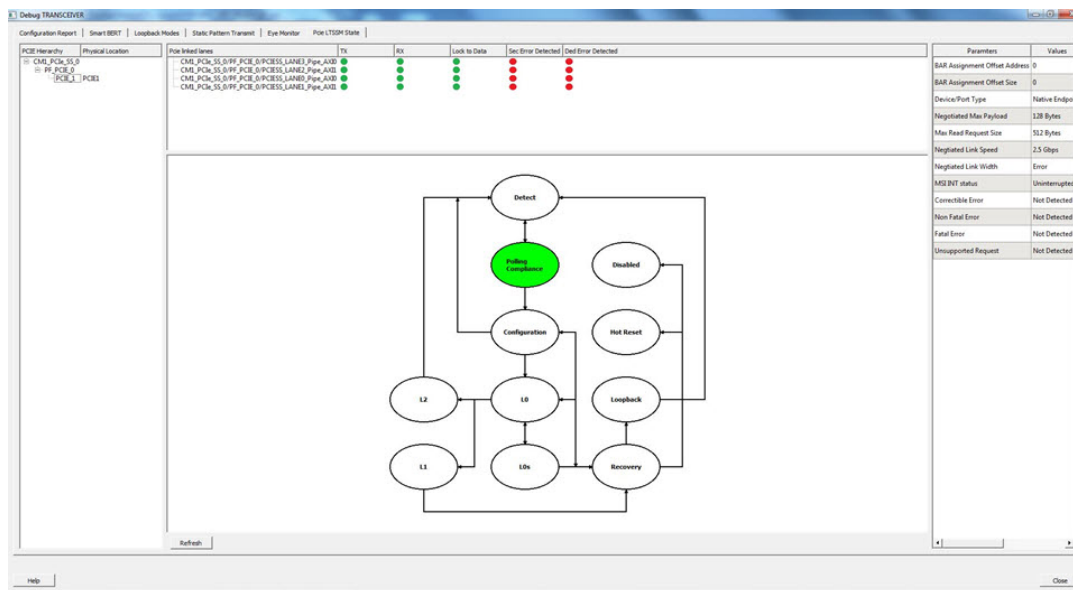 Debug TRANSCEIVER
Configuration Report Smart BERT Loopback Modes Static Pattern Transmit Eye Monitor Pcie LTSSM State
PCIE Hierarchy Physical Location
CM1_PCIe_SS_0
PF_PCIE_0
PCIE_1 PCIE1
Pcie linked lanes TX RX Lock to Data Sec Error Detected Ded Error Detected
CM1_PCIe_SS_0/PF_PCIE_0/PCIESS_LANE3_Pipe_AXI0
CM1_PCIe_SS_0/PF_PCIE_0/PCIESS_LANE2_Pipe_AXI1
CM1_PCIe_SS_0/PF_PCIE_0/PCIESS_LANE0_Pipe_AXI0
CM1_PCIe_SS_0/PF_PCIE_0/PCIESS_LANE1_Pipe_AXI1
Detect
Polling
Compliance
Disabled
Configuration
Hot Reset
L2
L0
Loopback
L1
L0s
Recovery
Refresh
Paramters Values
BAR Assignment Offset Address 0
BAR Assignment Offset Size 0
Device/Port Type Native Endpo
Negotiated Max Payload 128 Bytes
Max Read Request Size 512 Bytes
Negtiated Link Speed 2.5 Gbps
Negtiated Link Width Error
MSI INT status Uninterrupted
Correctible Error Not Detected
Non Fatal Error Not Detected
Fatal Error Not Detected
Unsupported Request Not Detected
Help
Close